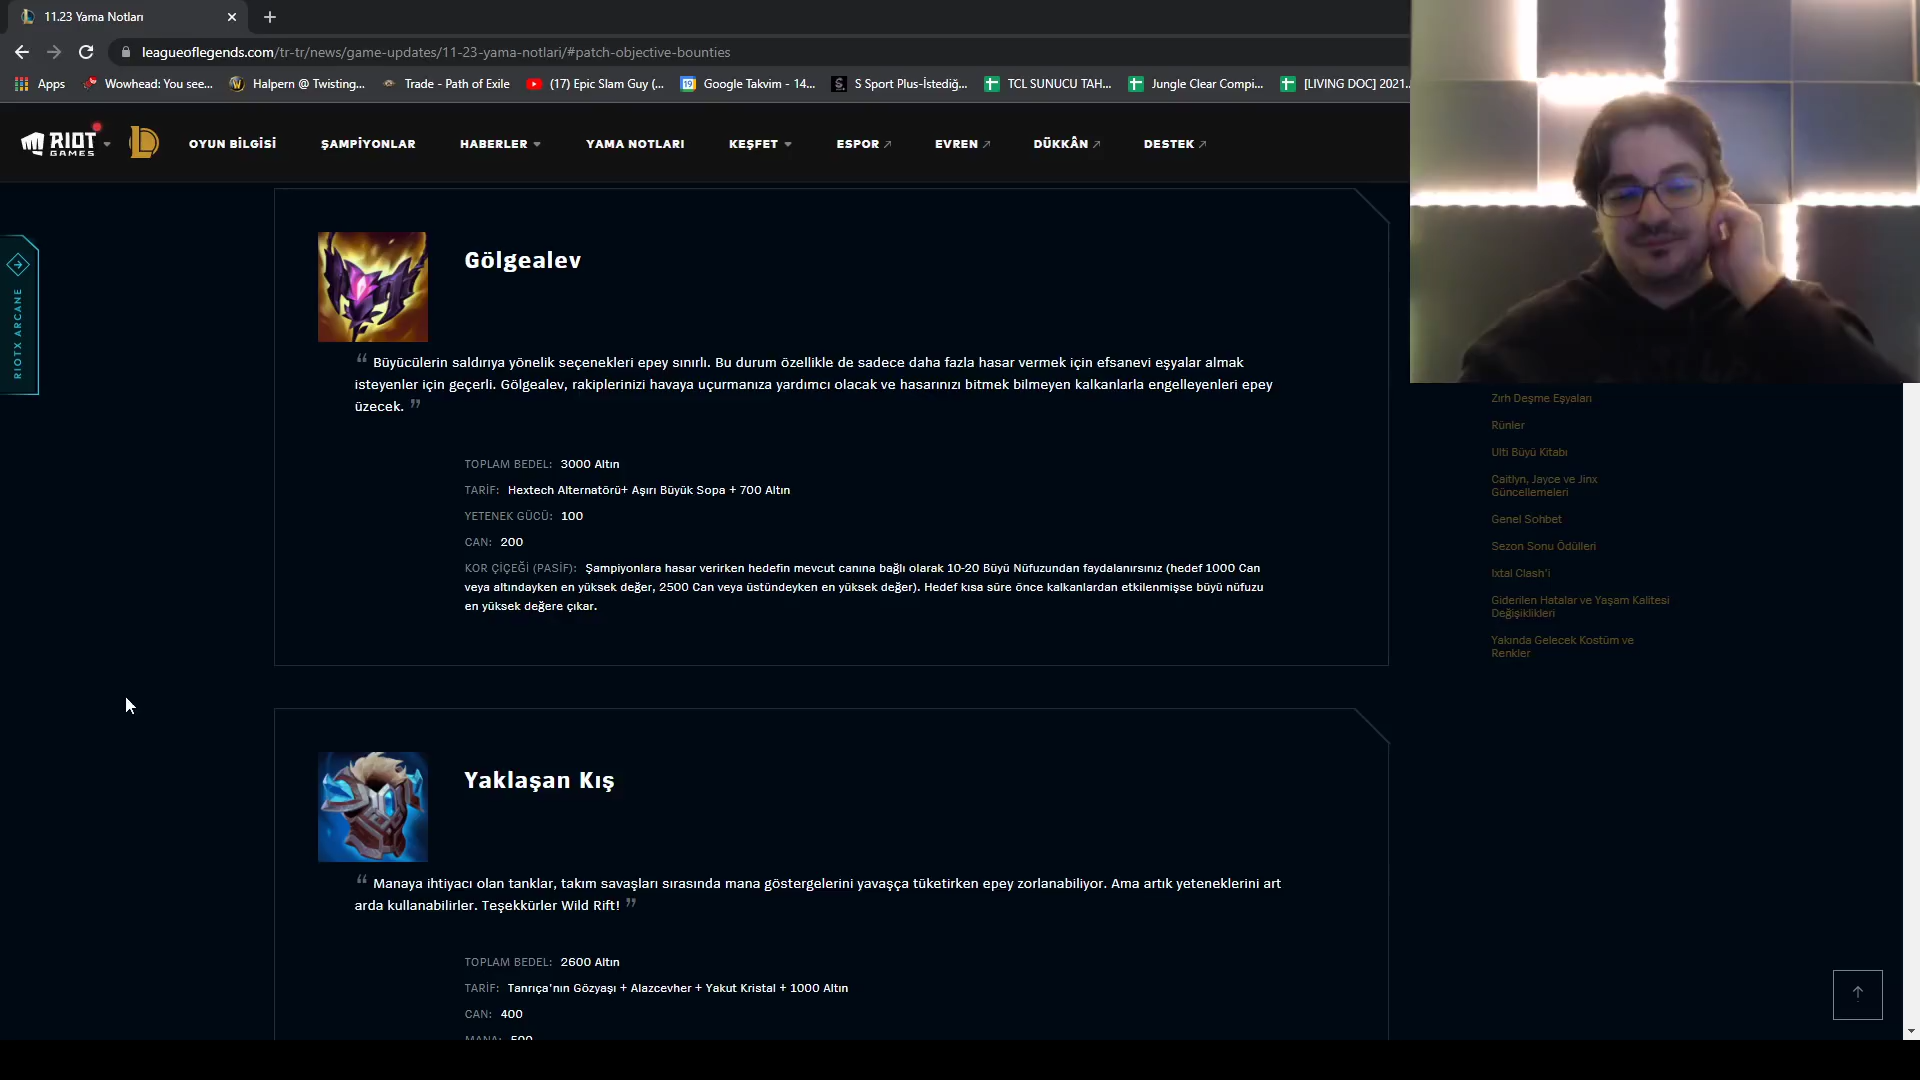 11.23 Yama Notları
leagueoflegends.com/tr-tr/news/game-updates/11-23-yama-notlari/#patch-objective-bounties
Apps
Wowhead: You see...
Halpern @ Twisting...
Trade - Path of Exile
(17) Epic Slam Guy (...
19
Google Takvim - 14...
S Sport Plus-İstediğ...
TCL SUNUCU TAH...
Jungle Clear Compi...
[LIVING DOC] 2021...
RIOT
GAMES
OYUN BİLGİSİ
ŞAMPİYONLAR
HABERLER
YAMA NOTLARI
KEŞFET
ESPOR
EVREN
DÜKKÂN
DESTEK
RIOTX ARCANE
Gölgealev
“ Büyücülerin saldırıya yönelik seçenekleri epey sınırlı. Bu durum özellikle de sadece daha fazla hasar vermek için efsanevi eşyalar almak
isteyenler için geçerli. Gölgealev, rakiplerinizi havaya uçurmanıza yardımcı olacak ve hasarınızı bitmek bilmeyen kalkanlarla engelleyenleri epey
üzecek. ”
TOPLAM BEDEL: 3000 Altın
TARİF: Hextech Alternatörü+ Aşırı Büyük Sopa + 700 Altın
YETENEK GÜCÜ: 100
CAN: 200
KOR ÇİÇEĞİ (PASİF): Şampiyonlara hasar verirken hedefin mevcut canına bağlı olarak 10-20 Büyü Nüfuzundan faydalanırsınız (hedef 1000 Can
veya altındayken en yüksek değer, 2500 Can veya üstündeyken en yüksek değer). Hedef kısa süre önce kalkanlardan etkilenmişse büyü nüfuzu
en yüksek değere çıkar.
Yaklaşan Kış
“ Manaya ihtiyacı olan tanklar, takım savaşları sırasında mana göstergelerini yavaşça tüketirken epey zorlanabiliyor. Ama artık yeteneklerini art
arda kullanabilirler. Teşekkürler Wild Rift! ”
TOPLAM BEDEL: 2600 Altın
TARİF: Tanrıça'nın Gözyaşı + Alazcevher + Yakut Kristal + 1000 Altın
CAN: 400
MANA: 500
Zırh Deşme Eşyaları
Rünler
Ulti Büyü Kitabı
Caitlyn, Jayce ve Jinx
Güncellemeleri
Genel Sohbet
Sezon Sonu Ödülleri
Ixtal Clash'i
Giderilen Hatalar ve Yaşam Kalitesi
Değişiklikleri
Yakında Gelecek Kostüm ve
Renkler